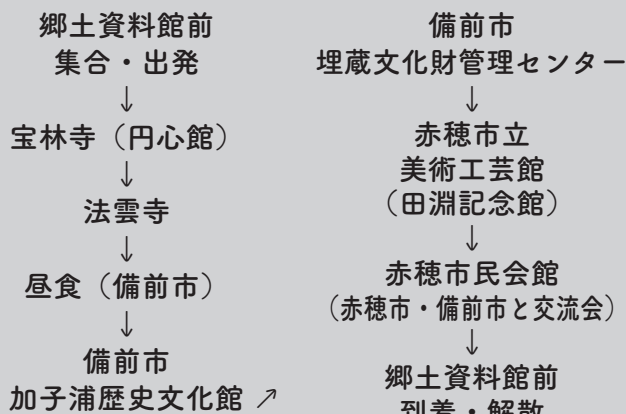 郷土資料館前
集合・出発
↓
宝林寺（円心館）
↓
法雲寺
↓
昼食（備前市）
↓
備前市
加子浦歴史文化館 ↗
備前市
埋蔵文化財管理センター
↓
赤穂市立
美術工芸館
（田淵記念館）
↓
赤穂市民会館
（赤穂市・備前市と交流会）
↓
郷土資料館前
到着・解散